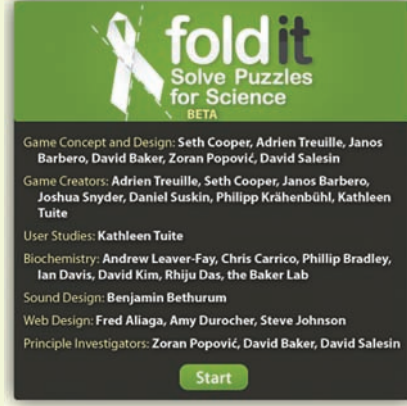 foldit
Solve Puzzles
for Science
BETA
Game Concept and Design: Seth Cooper, Adrien Treuille, Janos
Barbero, David Baker, Zoran Popović, David Salesin
Game Creators: Adrien Treuille, Seth Cooper, Janos Barbero,
Joshua Snyder, Daniel Suskin, Philipp Krähenbühl, Kathleen
Tuite
User Studies: Kathleen Tuite
Biochemistry: Andrew Leaver-Fay, Chris Carrico, Phillip Bradley,
Ian Davis, David Kim, Rhiju Das, the Baker Lab
Sound Design: Benjamin Bethurum
Web Design: Fred Aliaga, Amy Durocher, Steve Johnson
Principle Investigators: Zoran Popović, David Baker, David Salesin
Start